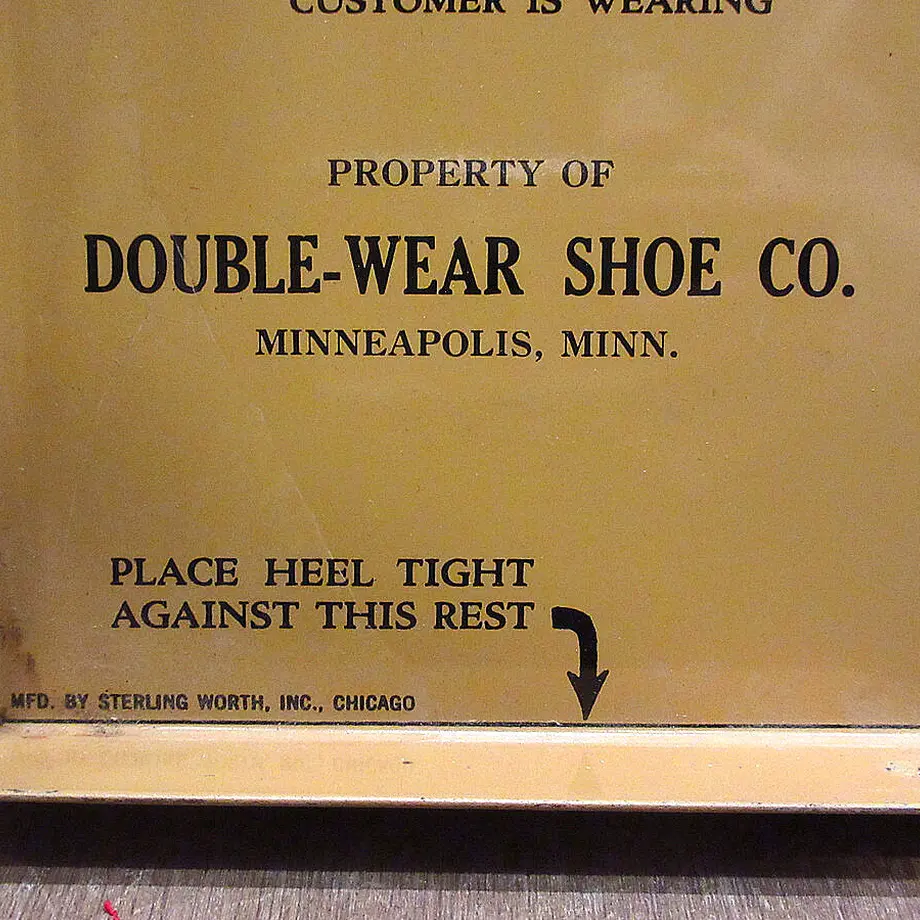 CUSTOMER IS WEARING
PROPERTY OF
DOUBLE-WEAR SHOE CO.
MINNEAPOLIS, MINN.
PLACE HEEL TIGHT
AGAINST THIS REST
MFD. BY STERLING WORTH, INC., CHICAGO